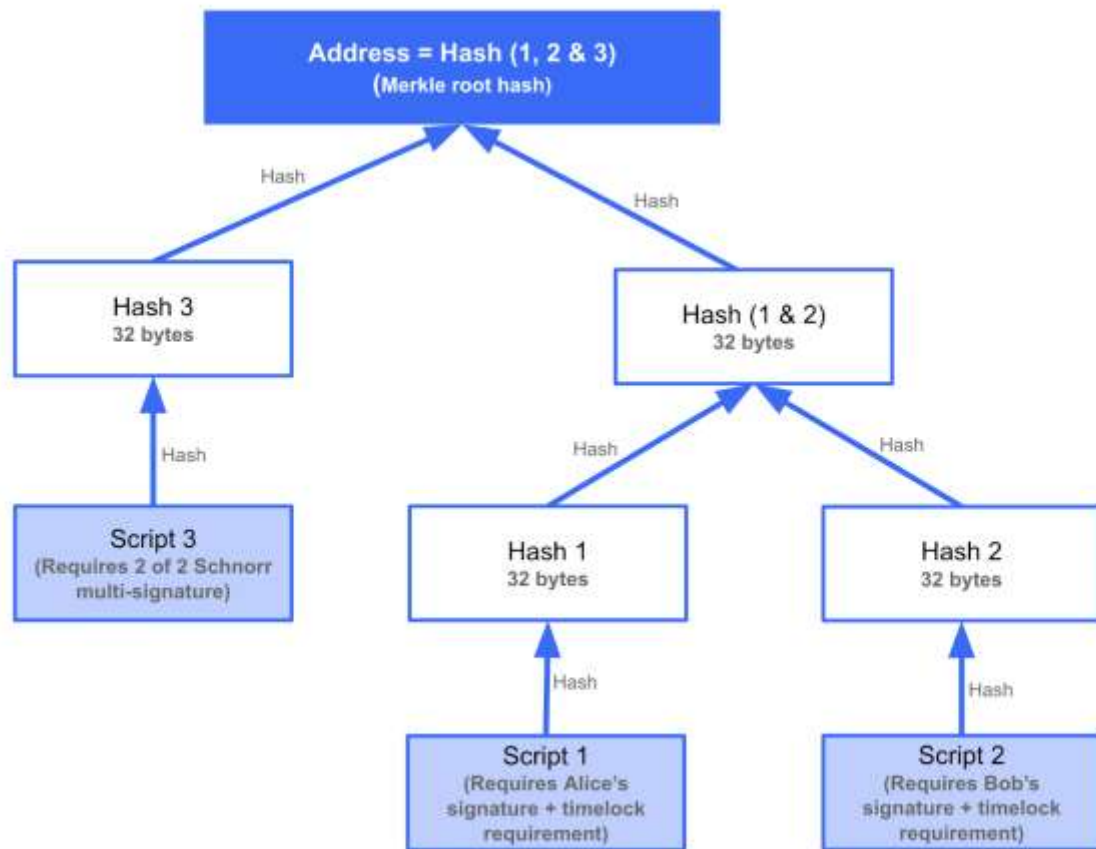 Address = Hash (1, 2 & 3)
(Merkle root hash)
Hash
Hash
Hash 3
32 bytes
Hash (1 & 2)
32 bytes
Hash
Hash
Hash
Script 3
(Requires 2 of 2 Schnorr
multi-signature)
Hash 1
32 bytes
Hash 2
32 bytes
Hash
Hash
Script 1
(Requires Alice's
signature + timelock
requirement)
Script 2
(Requires Bob's
signature + timelock
requirement)